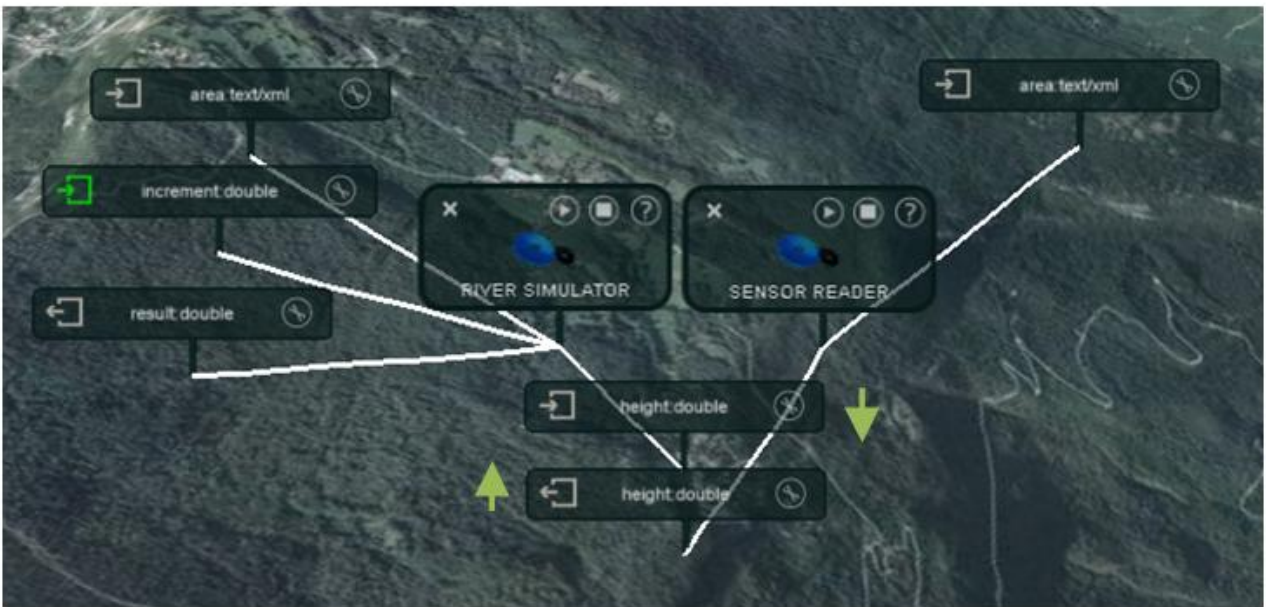 area:text/xml
area:text/xml
increment:double
RIVER SIMULATOR
SENSOR READER
result:double
height:double
height:double